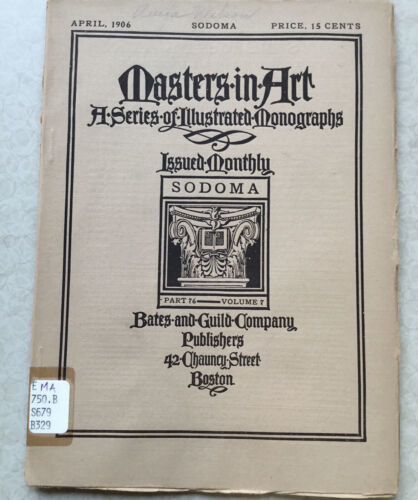 APRIL, 1906 SODOMA PRICE, 15 CENTS
Masters·in·Art
A·Series·of·Illustrated·Monographs
Issued·Monthly
SODOMA
PART 76 — VOLUME 7
Bates·and·Guild·Company
Publishers
42·Chauncy·Street
Boston
EMA
750.B
S679
B329